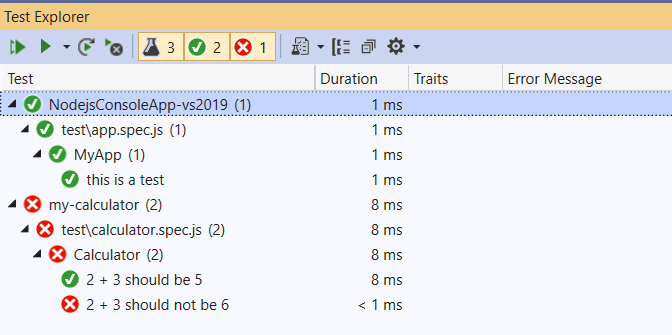 Test Explorer
3 2 1
Test Duration Traits Error Message
NodejsConsoleApp-vs2019 (1) 1 ms
test\app.spec.js (1) 1 ms
MyApp (1) 1 ms
this is a test 1 ms
my-calculator (2) 8 ms
test\calculator.spec.js (2) 8 ms
Calculator (2) 8 ms
2 + 3 should be 5 8 ms
2 + 3 should not be 6 < 1 ms